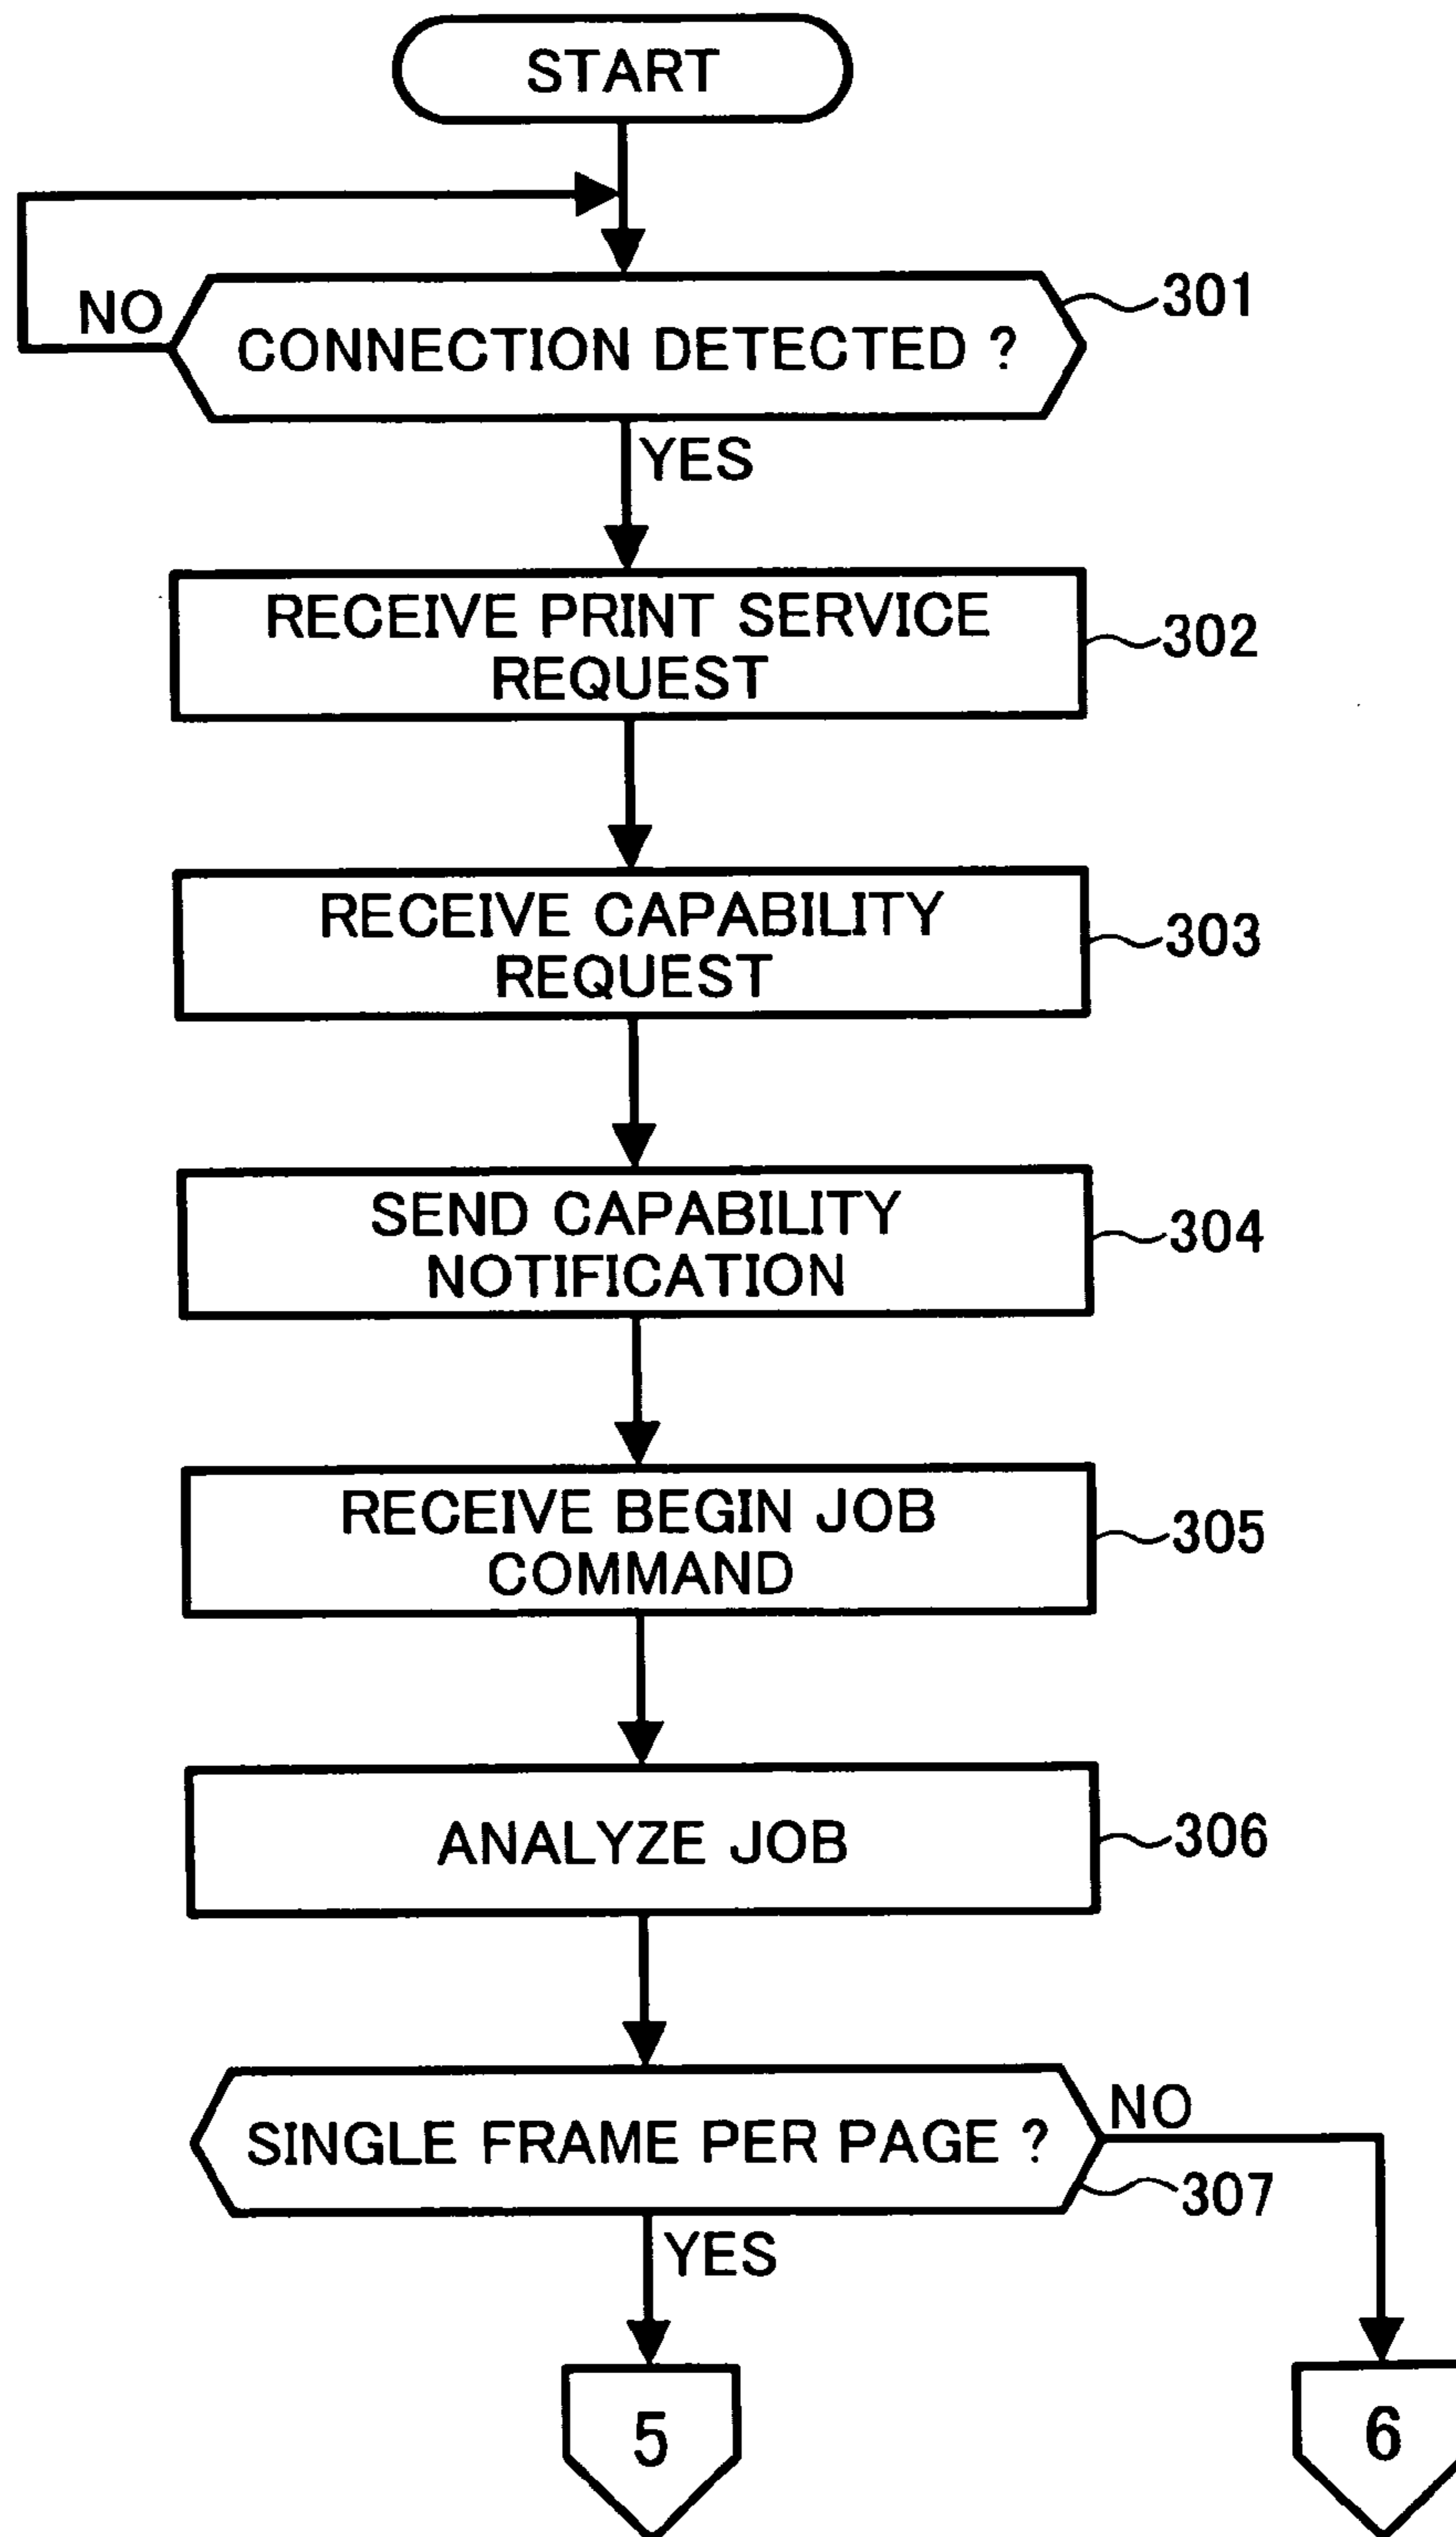 START
NO
301
CONNECTION DETECTED ?
YES
RECEIVE PRINT SERVICE
REQUEST
302
RECEIVE CAPABILITY
REQUEST
303
SEND CAPABILITY
NOTIFICATION
304
RECEIVE BEGIN JOB
COMMAND
305
ANALYZE JOB
306
NO
SINGLE FRAME PER PAGE ?
307
YES
5
6